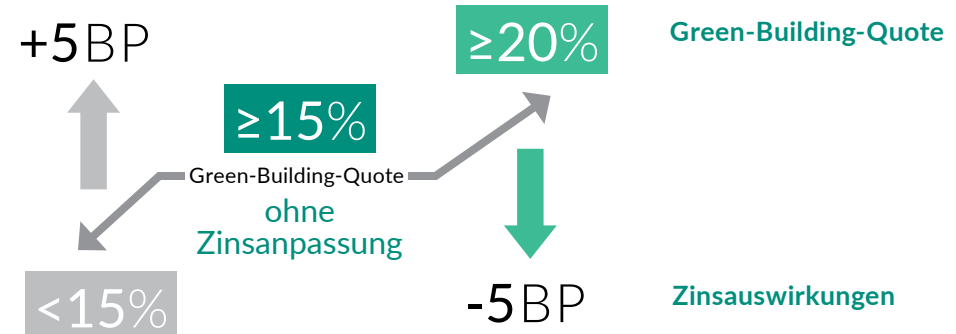 +5BP
≥20%
Green-Building-Quote
≥15%
Green-Building-Quote
ohne
Zinsanpassung
<15%
-5BP
Zinsauswirkungen